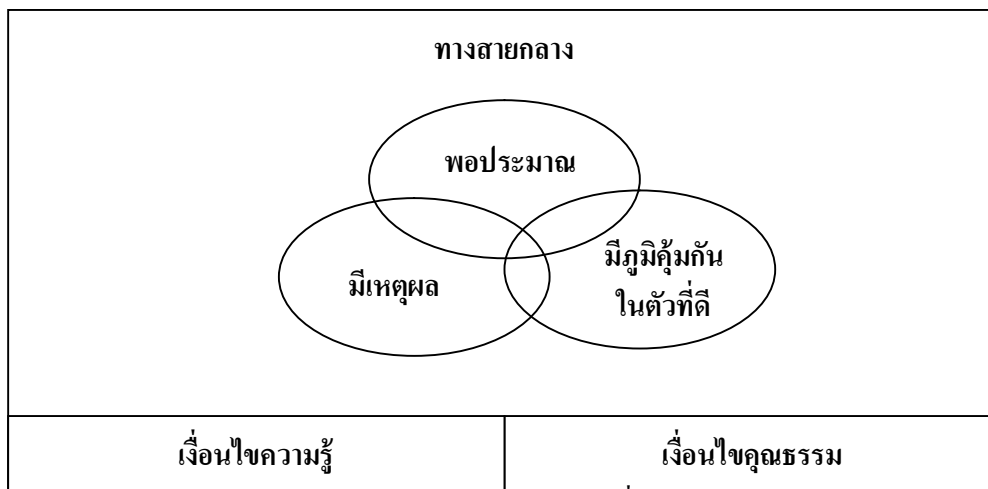 ทางสายกลาง
พอประมาณ
มีเหตุผล
มีภูมิคุ้มกัน
ในตัวที่ดี
เงื่อนไขความรู้
เงื่อนไขคุณธรรม